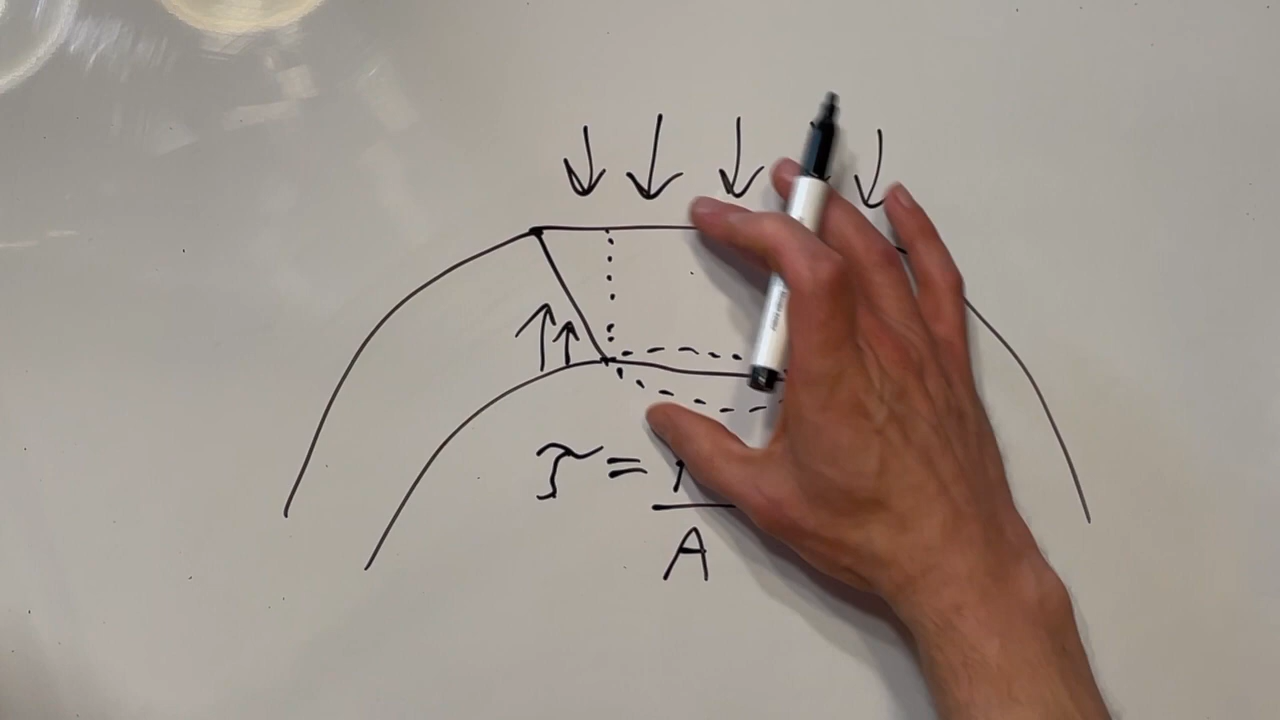 τ =
A